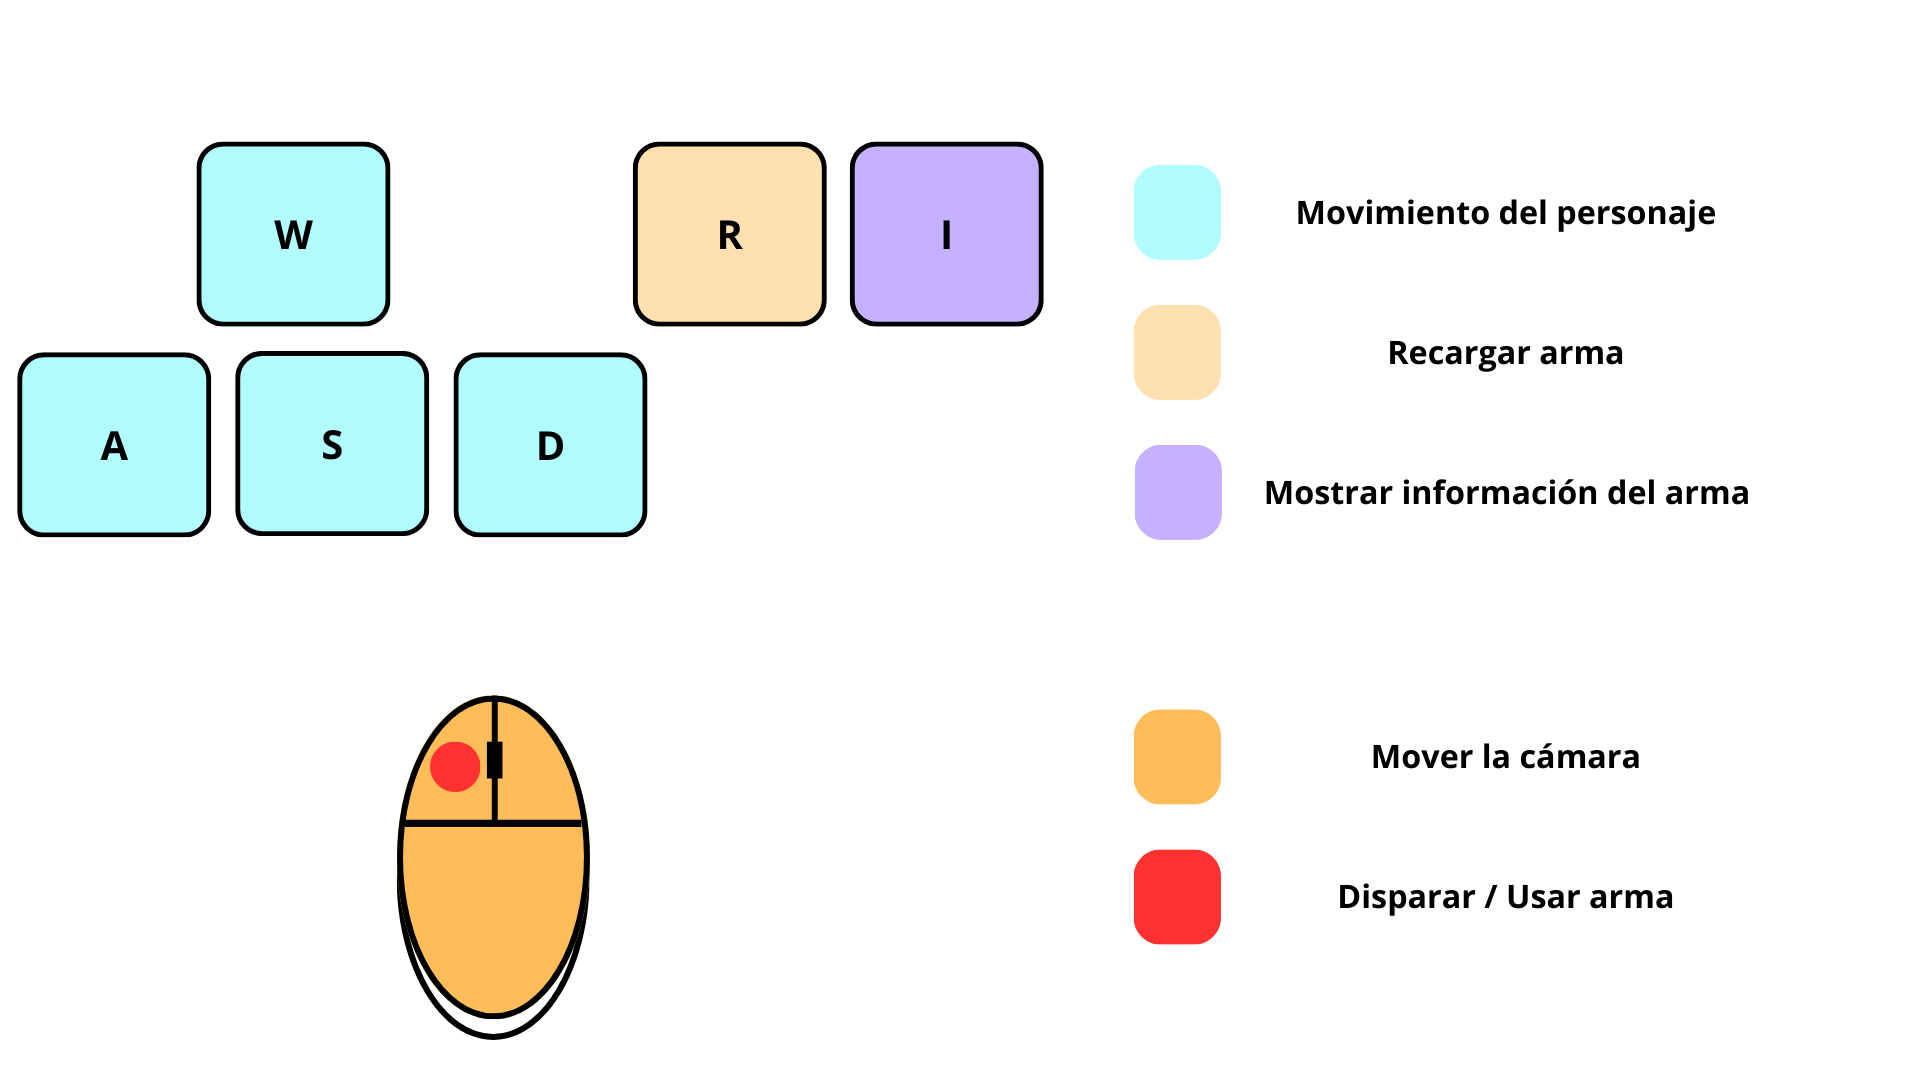 W
R
I
A
S
D
Movimiento del personaje
Recargar arma
Mostrar información del arma
Mover la cámara
Disparar / Usar arma